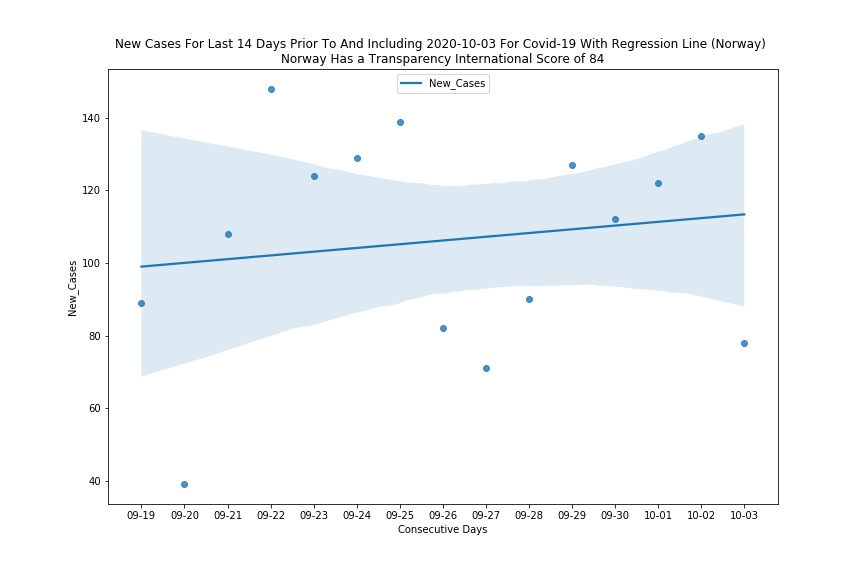 New Cases For Last 14 Days Prior To And Including 2020-10-03 For Covid-19 With Regression Line (Norway)
Norway Has a Transparency International Score of 84
New_Cases
140
120
100
80
60
40
New_Cases
09-19 09-20 09-21 09-22 09-23 09-24 09-25 09-26 09-27 09-28 09-29 09-30 10-01 10-02 10-03
Consecutive Days